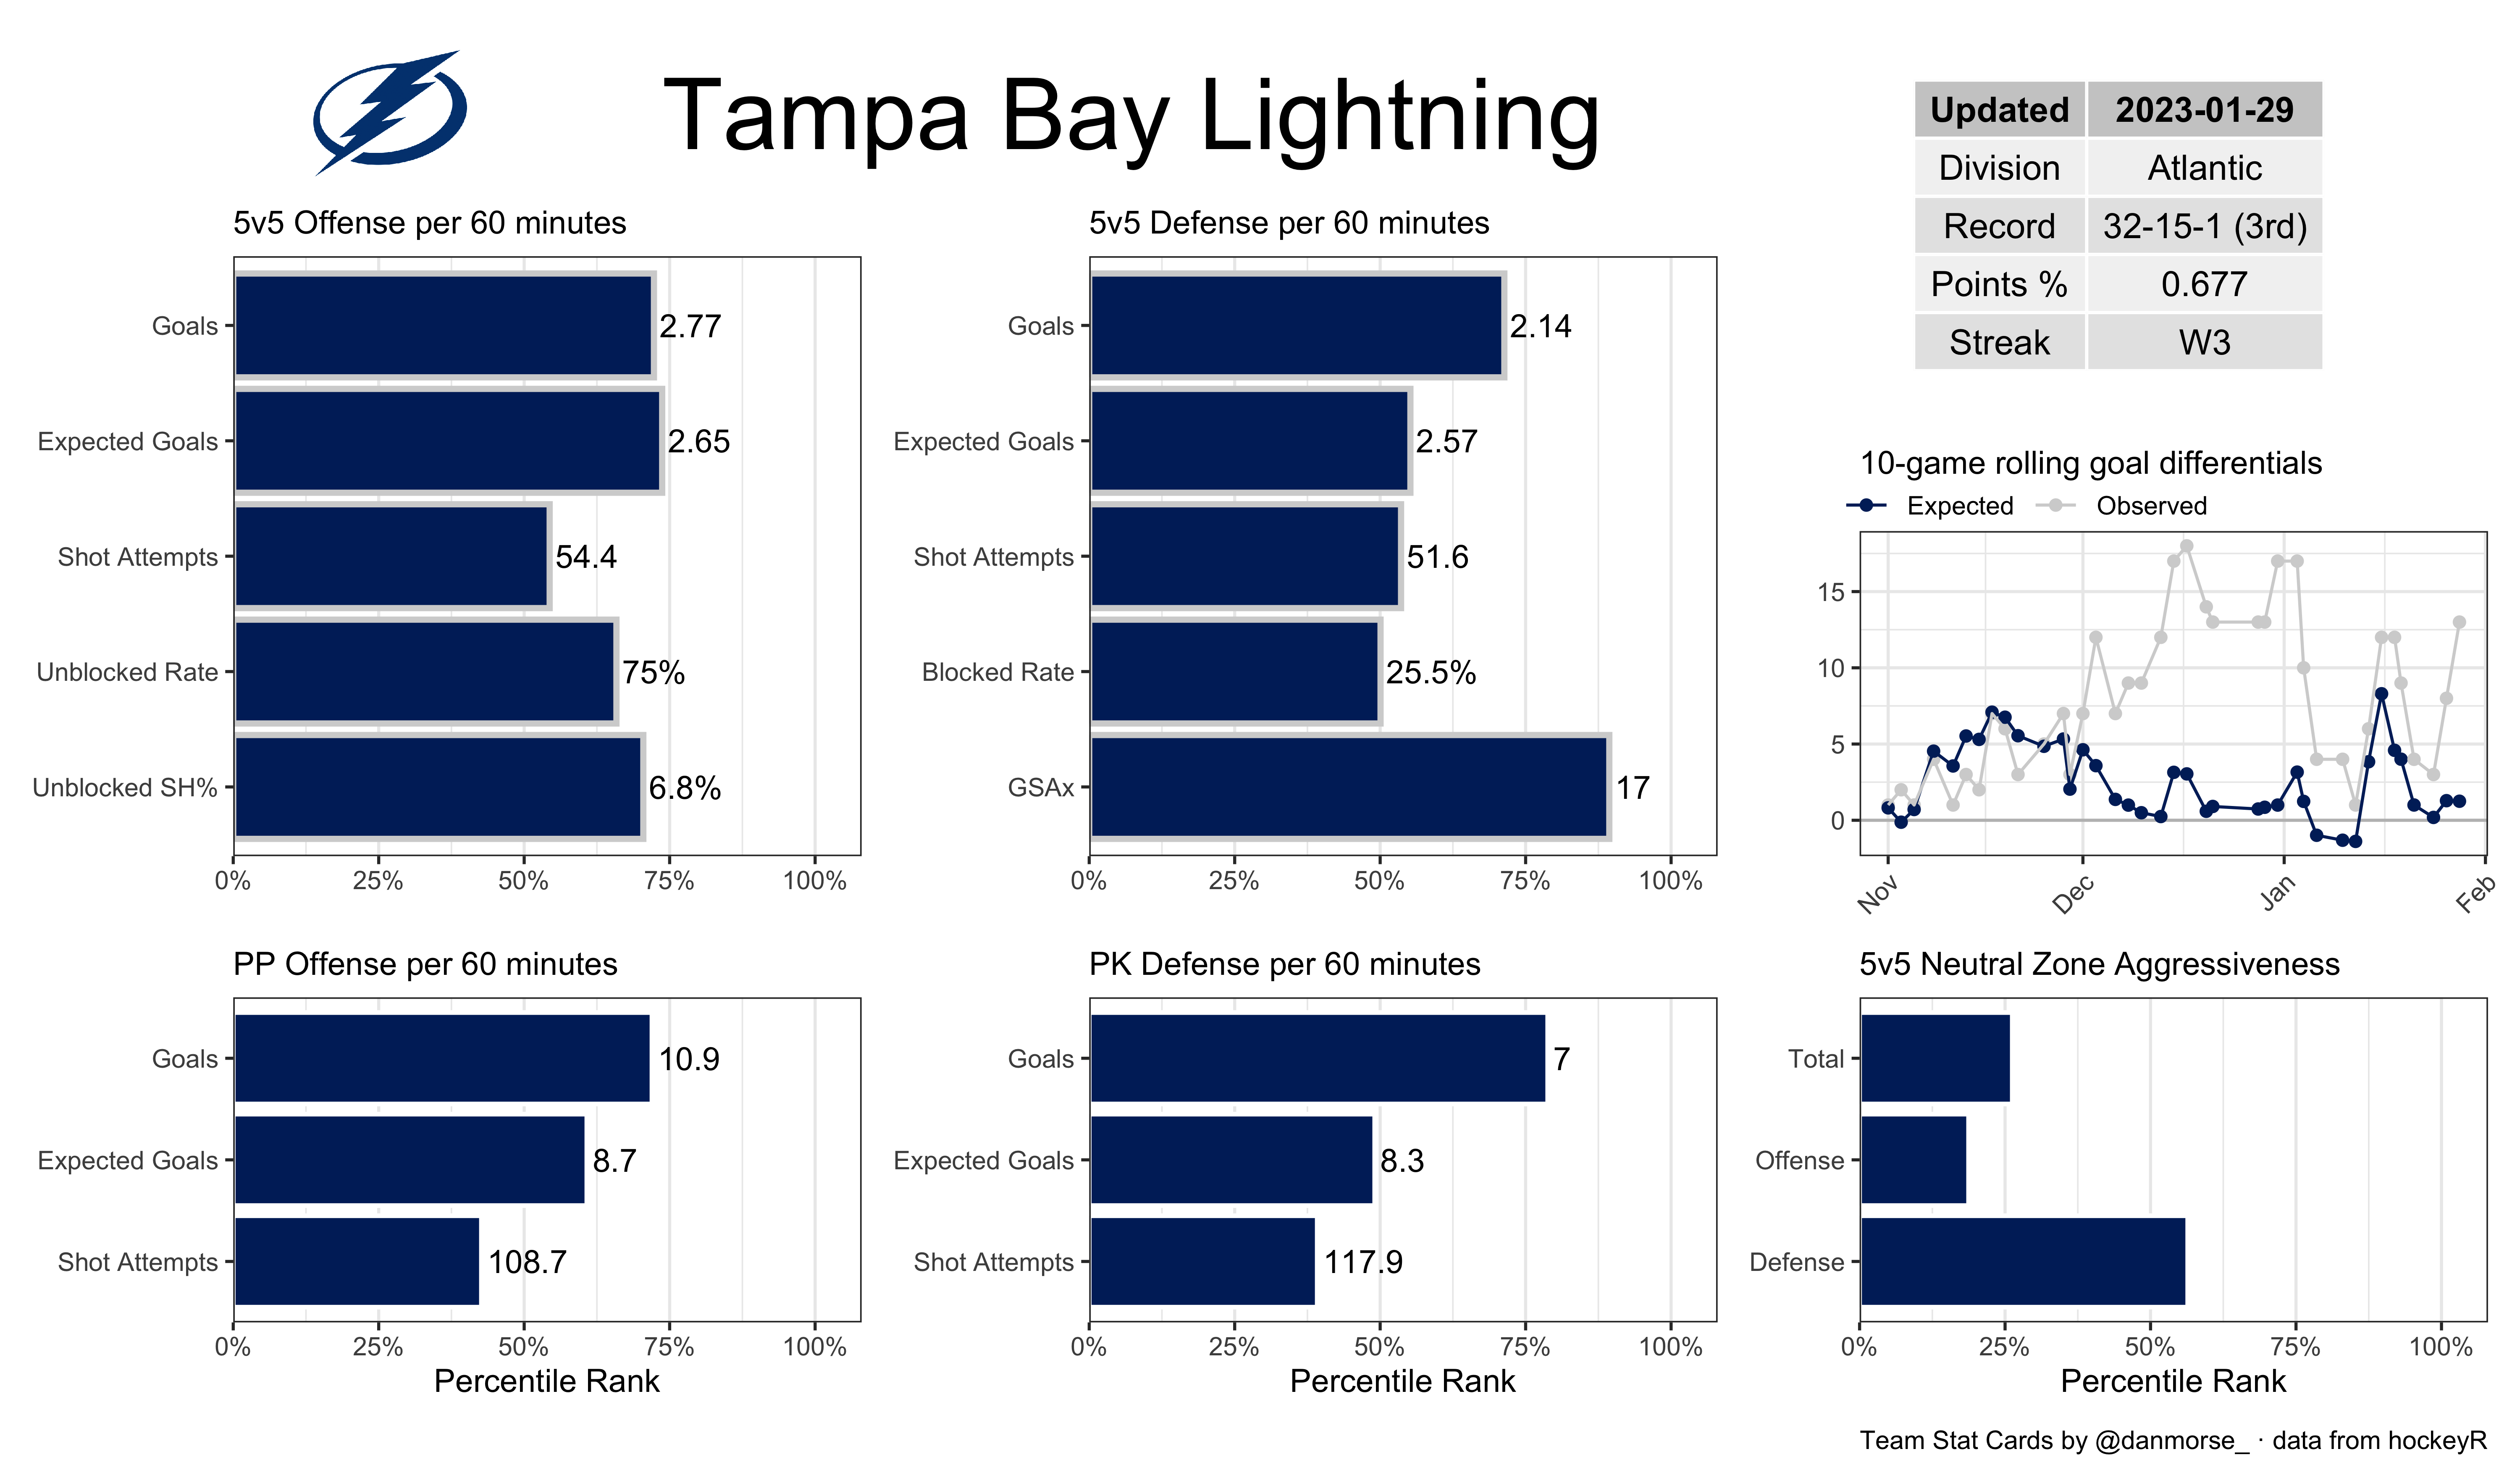 Tampa Bay Lightning
Updated 2023-01-29
Division Atlantic
Record 32-15-1 (3rd)
Points % 0.677
Streak W3
5v5 Offense per 60 minutes
Goals 2.77
Expected Goals 2.65
Shot Attempts 54.4
Unblocked Rate 75%
Unblocked SH% 6.8%
0% 25% 50% 75% 100%
5v5 Defense per 60 minutes
Goals 2.14
Expected Goals 2.57
Shot Attempts 51.6
Blocked Rate 25.5%
GSAx 17
0% 25% 50% 75% 100%
10-game rolling goal differentials
Expected Observed
15
10
5
0
Nov Dec Jan Feb
PP Offense per 60 minutes
Goals 10.9
Expected Goals 8.7
Shot Attempts 108.7
0% 25% 50% 75% 100%
Percentile Rank
PK Defense per 60 minutes
Goals 7
Expected Goals 8.3
Shot Attempts 117.9
0% 25% 50% 75% 100%
Percentile Rank
5v5 Neutral Zone Aggressiveness
Total
Offense
Defense
0% 25% 50% 75% 100%
Percentile Rank
Team Stat Cards by @danmorse_ · data from hockeyR